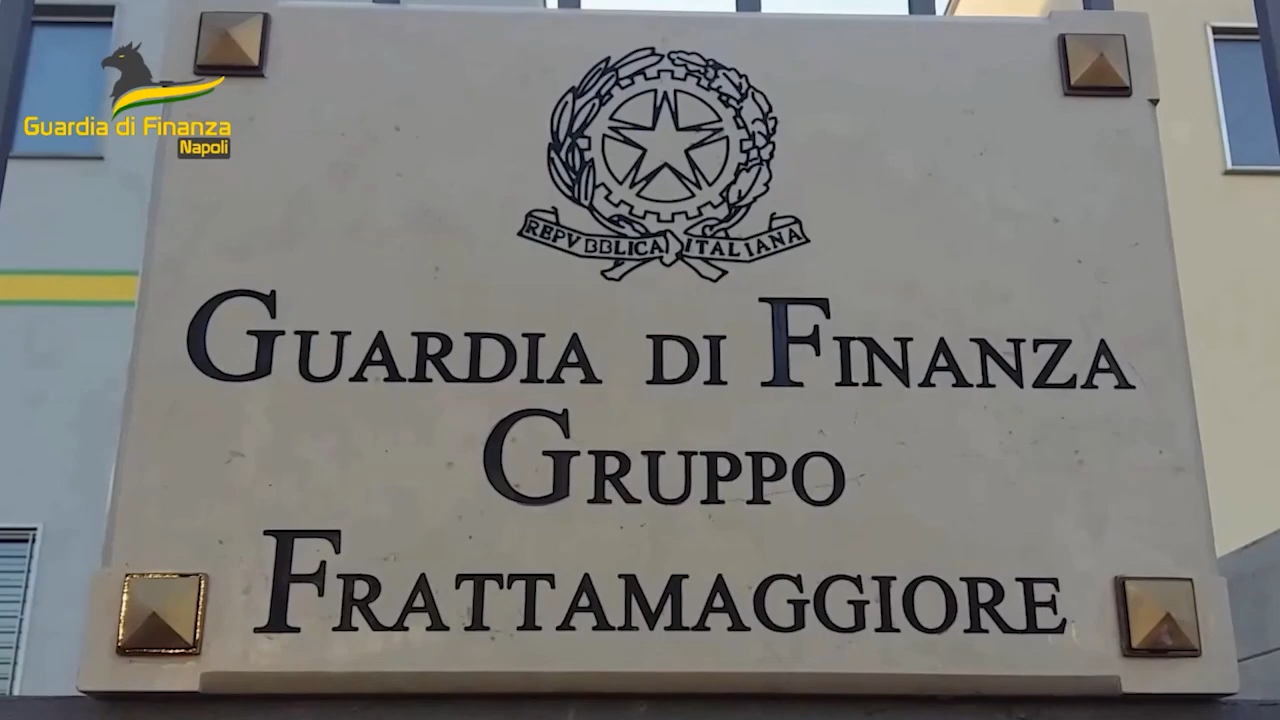 Guardia di Finanza
Napoli
REPVBBLICA ITALIANA
GUARDIA DI FINANZA
GRUPPO
FRATTAMAGGIORE